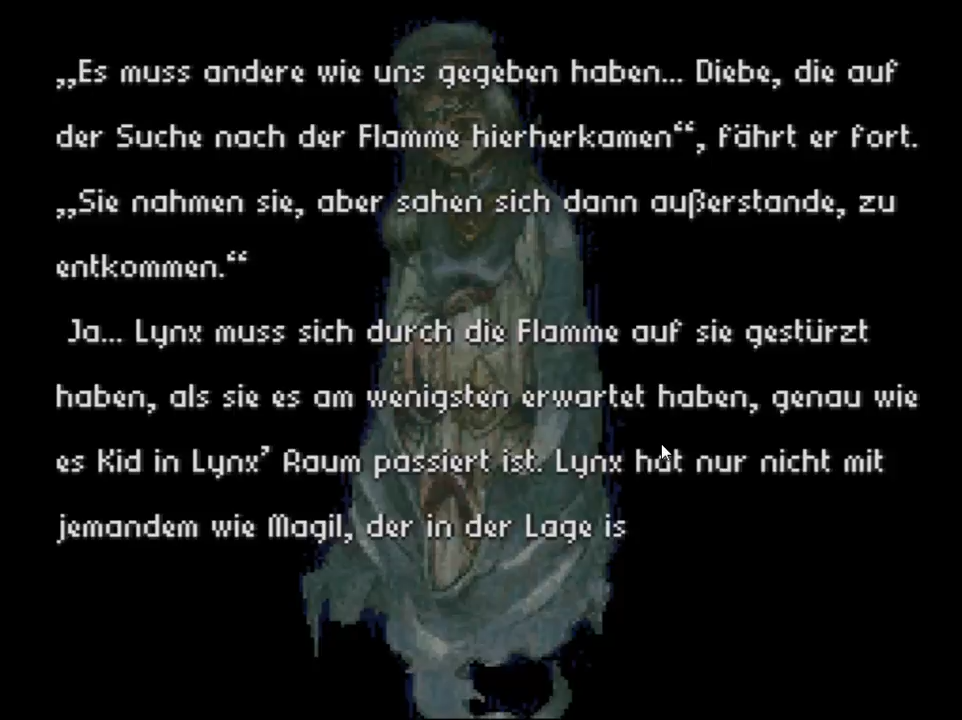 „Es muss andere wie uns gegeben haben... Diebe, die auf
der Suche nach der Flamme hierherkamen“, fährt er fort.
„Sie nahmen sie, aber sahen sich dann außerstande, zu
entkommen.“
Ja... Lynx muss sich durch die Flamme auf sie gestürzt
haben, als sie es am wenigsten erwartet haben, genau wie
es Kid in Lynx’ Raum passiert ist. Lynx hat nur nicht mit
jemandem wie Magil, der in der Lage is